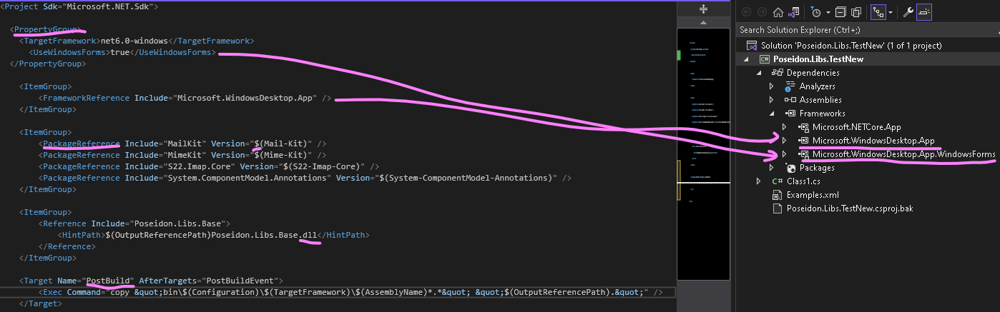 <Project Sdk="Microsoft.NET.Sdk">
<PropertyGroup>
<TargetFramework>net6.0-windows</TargetFramework>
<UseWindowsForms>true</UseWindowsForms>
</PropertyGroup>
<ItemGroup>
<FrameworkReference Include="Microsoft.WindowsDesktop.App" />
</ItemGroup>
<ItemGroup>
<PackageReference Include="MailKit" Version="$(Mail-Kit)" />
<PackageReference Include="MimeKit" Version="$(Mime-Kit)" />
<PackageReference Include="S22.Imap.Core" Version="$(S22-Imap-Core)" />
<PackageReference Include="System.ComponentModel.Annotations" Version="$(System-ComponentModel-Annotations)" />
</ItemGroup>
<ItemGroup>
<Reference Include="Poseidon.Libs.Base">
<HintPath>$(OutputReferencePath)Poseidon.Libs.Base.dll</HintPath>
</Reference>
</ItemGroup>
<Target Name="PostBuild" AfterTargets="PostBuildEvent">
<Exec Command="copy &quot;bin\$(Configuration)\$(TargetFramework)\$(AssemblyName)*.*&quot; &quot;$(OutputReferencePath).&quot;" />
</Target>
Search Solution Explorer (Ctrl+;)
Solution 'Poseidon.Libs.TestNew' (1 of 1 project)
C# Poseidon.Libs.TestNew
Dependencies
Analyzers
Assemblies
Frameworks
Microsoft.NETCore.App
Microsoft.WindowsDesktop.App
Microsoft.WindowsDesktop.App.WindowsForms
Packages
C# Class1.cs
Examples.xml
Poseidon.Libs.TestNew.csproj.bak